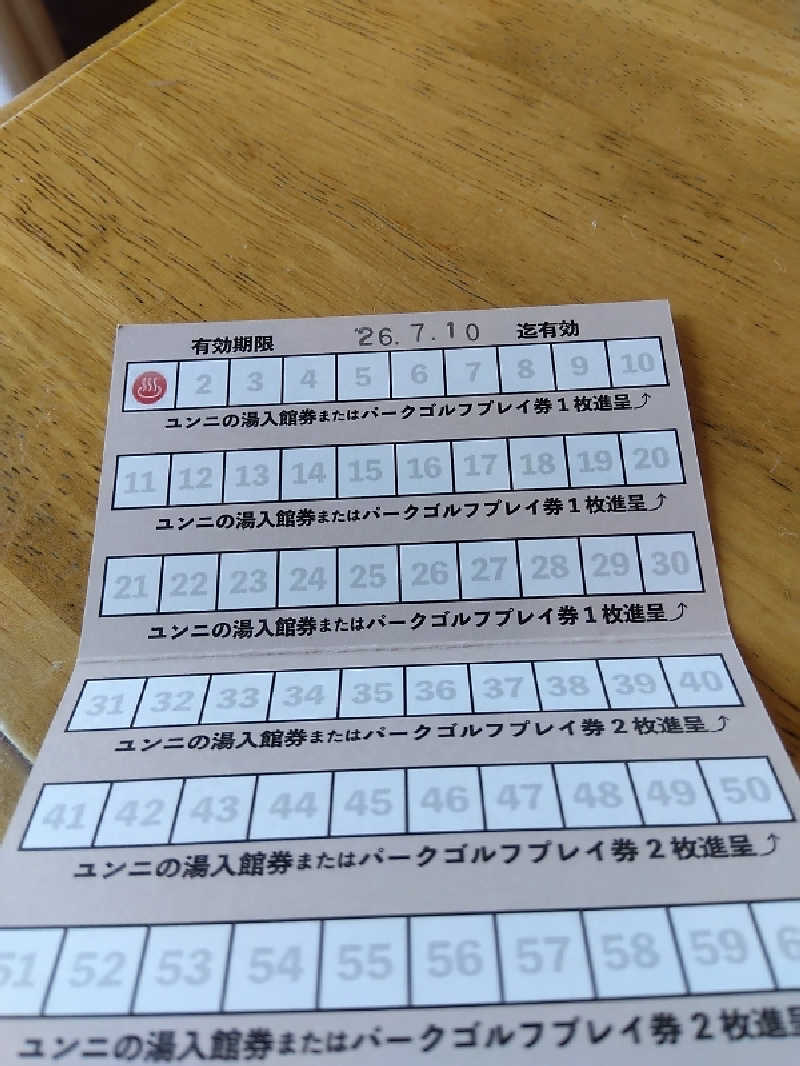 有効期限 '26.7.10 迄有効
2 3 4 5 6 7 8 9 10
ユンニの湯入館券またはパークゴルフプレイ券1枚進呈
11 12 13 14 15 16 17 18 19 20
ユンニの湯入館券またはパークゴルフプレイ券1枚進呈
21 22 23 24 25 26 27 28 29 30
ユンニの湯入館券またはパークゴルフプレイ券1枚進呈
31 32 33 34 35 36 37 38 39 40
ユンニの湯入館券またはパークゴルフプレイ券2枚進呈
41 42 43 44 45 46 47 48 49 50
ユンニの湯入館券またはパークゴルフプレイ券2枚進呈
51 52 53 54 55 56 57 58 59
ユンニの湯入館券またはパークゴルフプレイ券2枚進呈